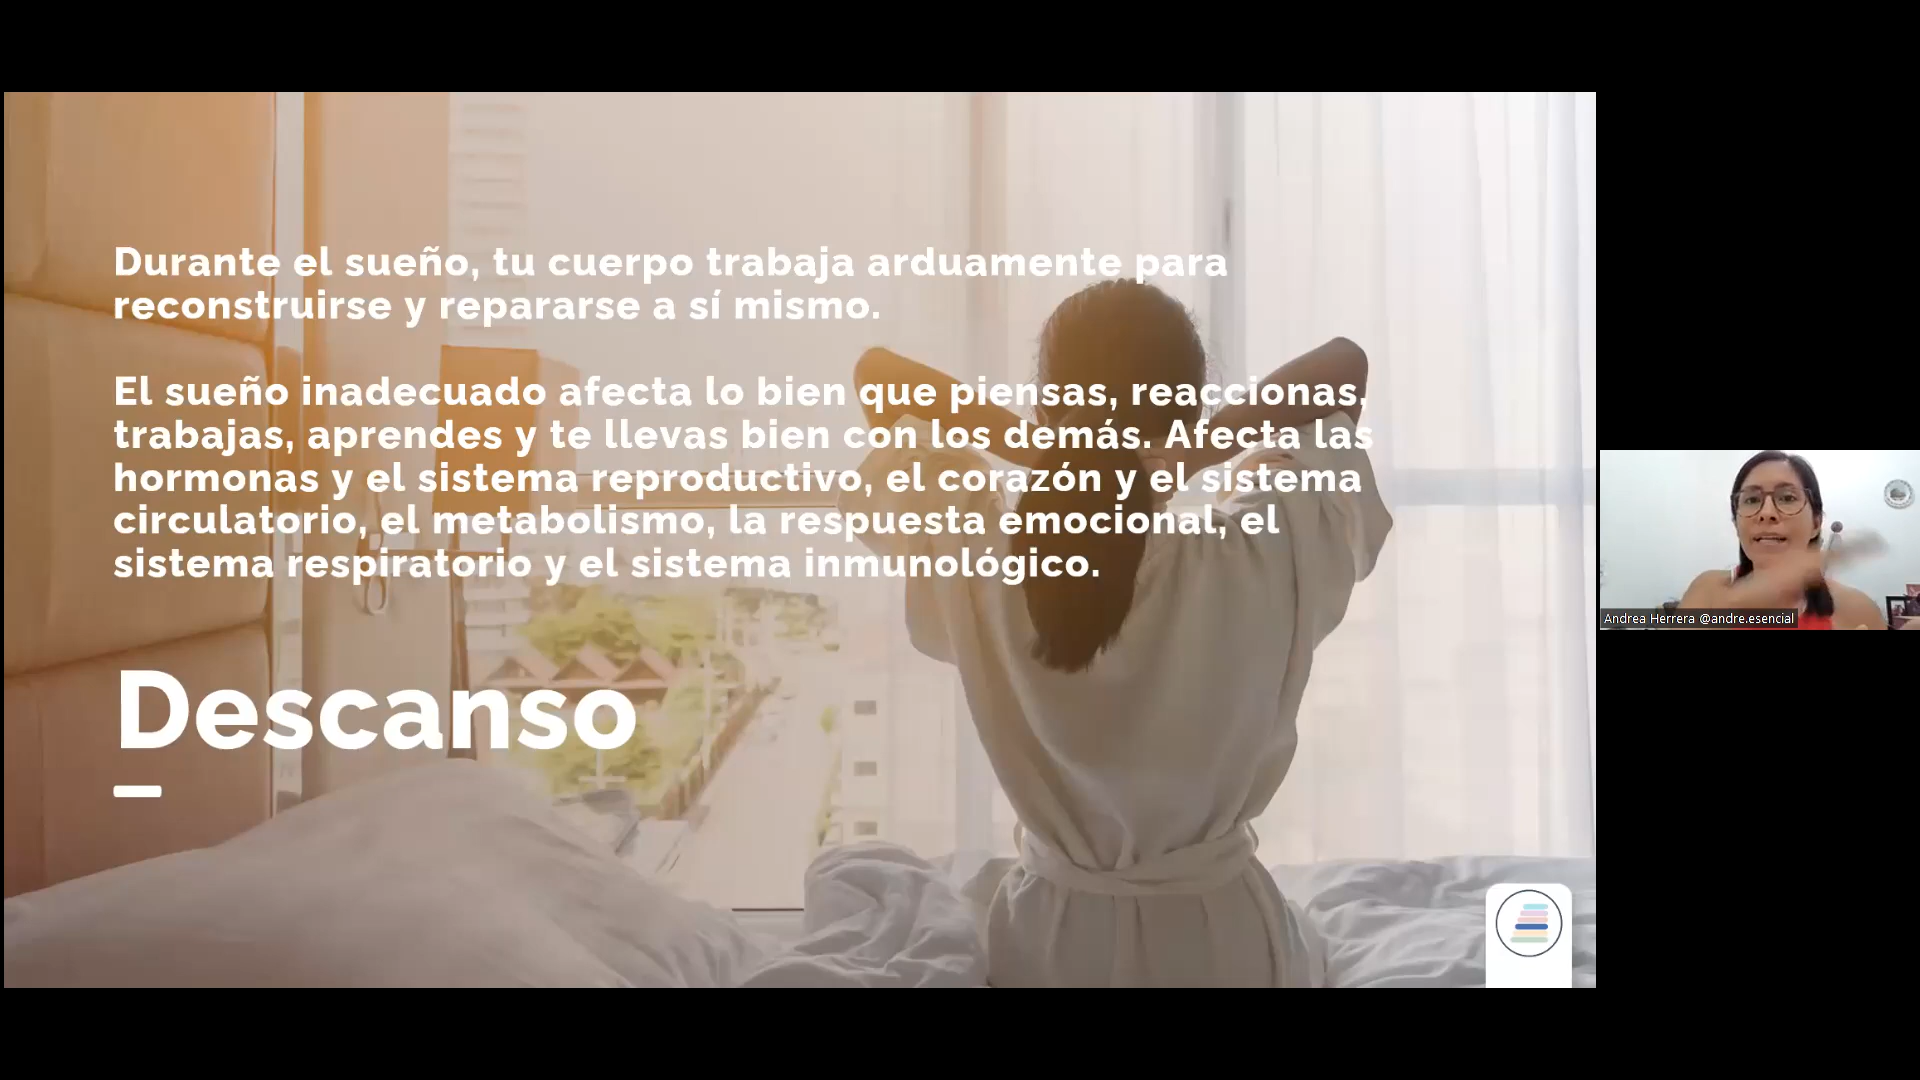 Durante el sueño, tu cuerpo trabaja arduamente para
reconstruirse y repararse a sí mismo.
El sueño inadecuado afecta lo bien que piensas, reaccionas,
trabajas, aprendes y te llevas bien con los demás. Afecta las
hormonas y el sistema reproductivo, el corazón y el sistema
circulatorio, el metabolismo, la respuesta emocional, el
sistema respiratorio y el sistema inmunológico.
Descanso
Andrea Herrera @andre.esencial